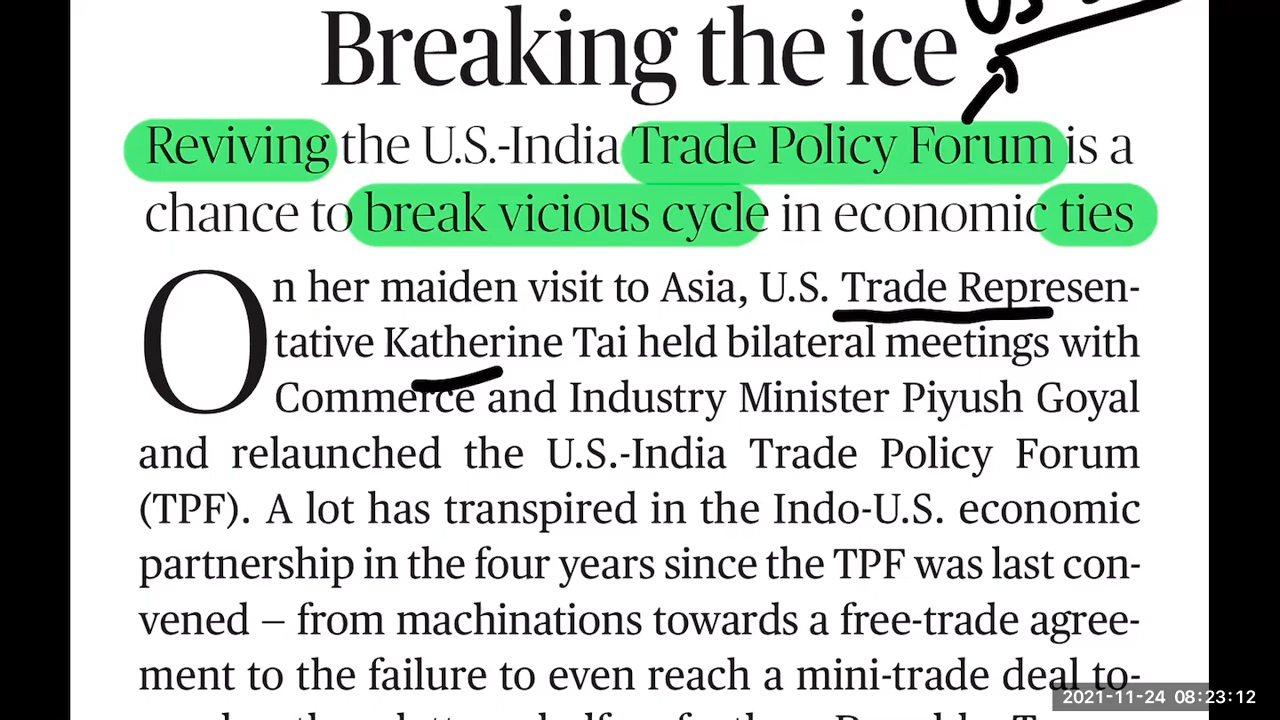 Breaking the ice
Reviving the U.S.-India Trade Policy Forum is a
chance to break vicious cycle in economic ties
On her maiden visit to Asia, U.S. Trade Represen-
tative Katherine Tai held bilateral meetings with
Commerce and Industry Minister Piyush Goyal
and relaunched the U.S.-India Trade Policy Forum
(TPF). A lot has transpired in the Indo-U.S. economic
partnership in the four years since the TPF was last con-
vened – from machinations towards a free-trade agree-
ment to the failure to even reach a mini-trade deal to-
2021-11-24 08:23:12